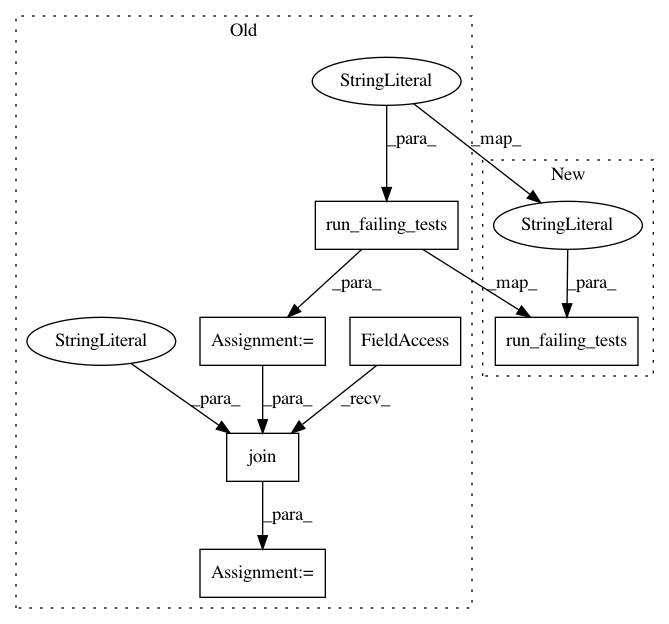 Old
StringLiteral
_para_
_map_
New
run_failing_tests
StringLiteral
_para_
_map_
_para_
StringLiteral
Assignment:=
FieldAccess
run_failing_tests
_para_
_para_
_recv_
join
_para_
Assignment:=